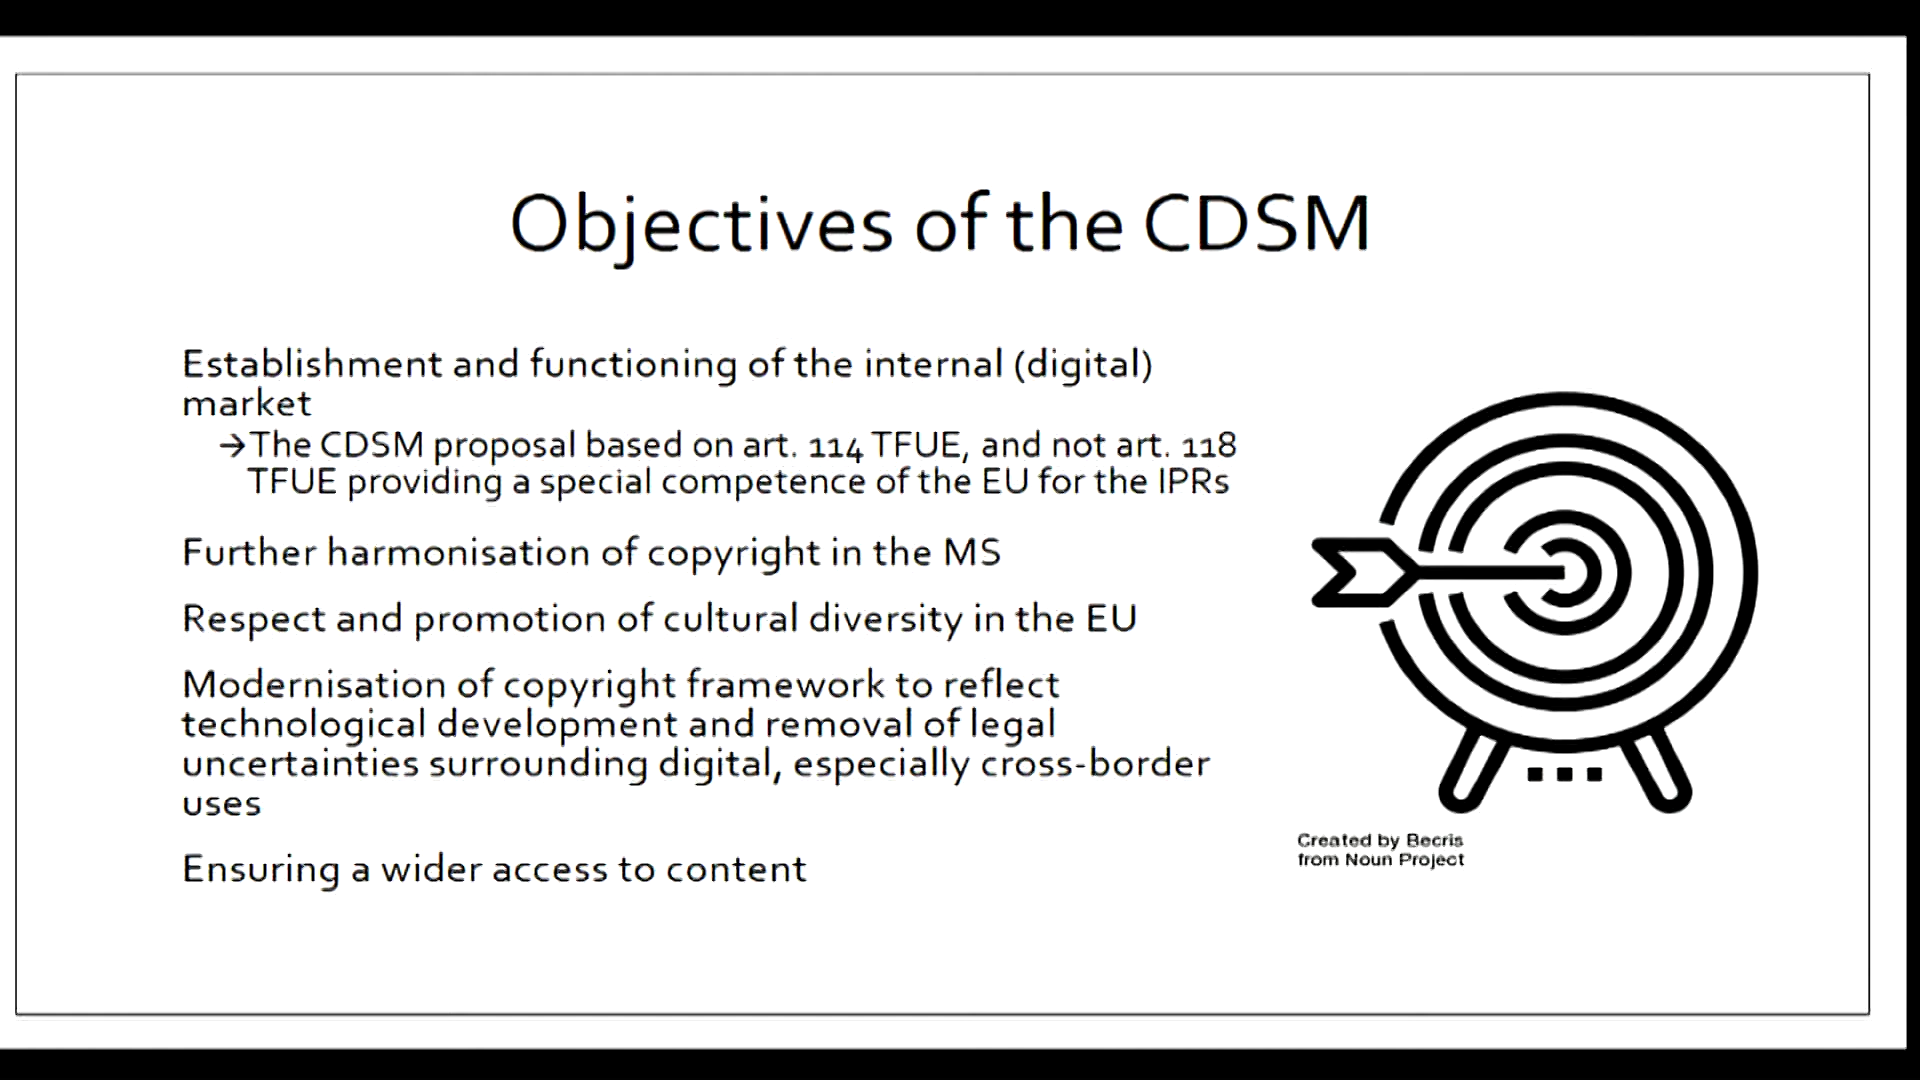 Objectives of the CDSM
Establishment and functioning of the internal (digital)
market
→The CDSM proposal based on art. 114 TFUE, and not art. 118
TFUE providing a special competence of the EU for the IPRs
Further harmonisation of copyright in the MS
Respect and promotion of cultural diversity in the EU
Modernisation of copyright framework to reflect
technological development and removal of legal
uncertainties surrounding digital, especially cross-border
uses
Ensuring a wider access to content
Created by Becris
from Noun Project